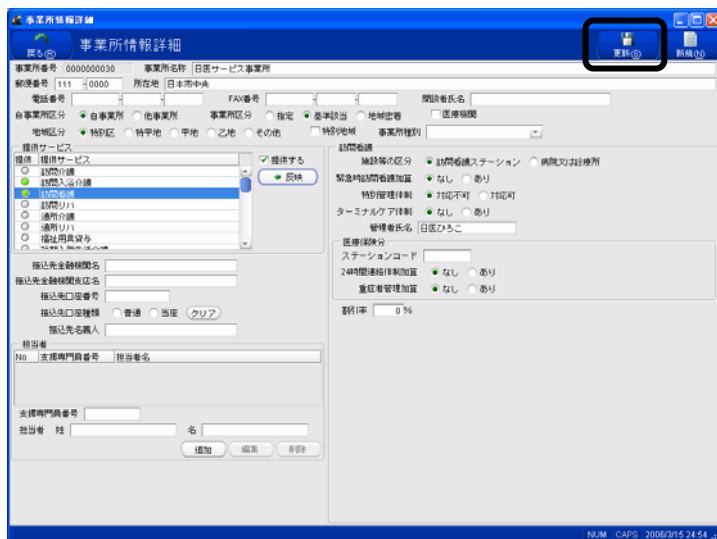 事業所情報詳細
戻る(R) 事業所情報詳細 更新(S) 新規(N)
事業所番号 0000000030 事業所名称 日医サービス事業所
郵便番号 111 -0000 所在地 日本市中央
電話番号 - - FAX番号 - - 開設者氏名
自事業所区分 自事業所 他事業所 事業所区分 指定 基準該当 地域密着 医療機関
地域区分 特別区 特甲地 甲地 乙地 その他 特別地域 事業所種別
提供サービス
提供 提供サービス 提供する
訪問介護 反映
訪問入浴介護
訪問看護
訪問リハ
通所介護
通所リハ
福祉用具貸与
振込先金融機関名
振込先金融機関支店名
振込先口座番号
振込先口座種類 普通 当座 クリア
振込先名義人
担当者
No 支援専門員番号 担当者名
支援専門員番号
担当者 姓 名
追加 編集 削除
訪問看護
施設等の区分 訪問看護ステーション 病院又は診療所
緊急時訪問看護加算 なし あり
特別管理体制 対応不可 対応可
ターミナルケア体制 なし あり
管理者氏名 日医ひろこ
医療保険分
ステーションコード
24時間連絡体制加算 なし あり
重症者管理加算 なし あり
割引率 0 %
NUM CAPS 2006/3/15 24:54